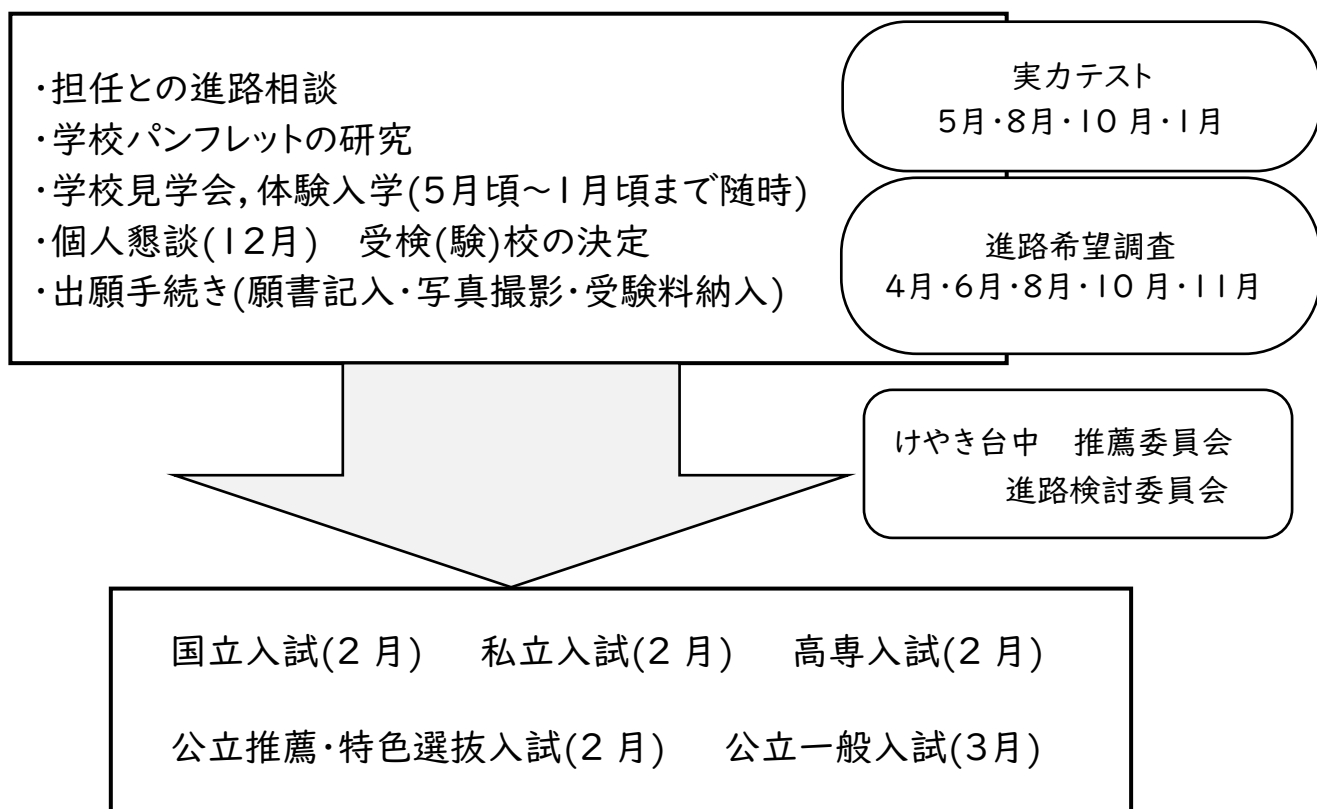 ・担任との進路相談
・学校パンフレットの研究
・学校見学会,体験入学(5月頃～1月頃まで随時)
・個人懇談(12月)　受検(験)校の決定
・出願手続き(願書記入・写真撮影・受験料納入)
実力テスト
5月・8月・10月・1月
進路希望調査
4月・6月・8月・10月・11月
けやき台中　推薦委員会
進路検討委員会
国立入試(2月)　私立入試(2月)　高専入試(2月)
公立推薦・特色選抜入試(2月)　公立一般入試(3月)